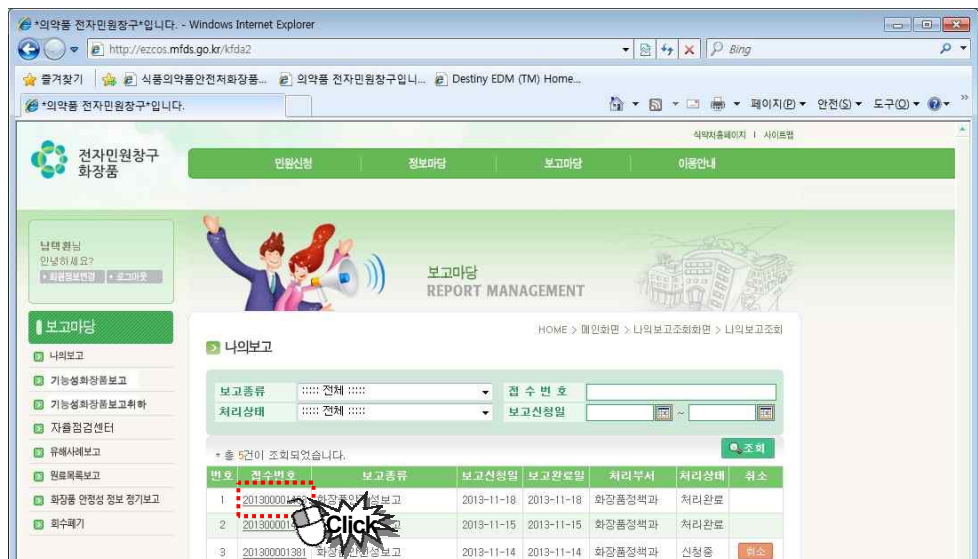 *의약품 전자민원창구*입니다. - Windows Internet Explorer
http://ezcos.mfds.go.kr/kfda2
Bing
즐겨찾기 식품의약품안전처화장품... 의약품 전자민원창구입니... Destiny EDM (TM) Home...
*의약품 전자민원창구*입니다.
페이지(P) 안전(S) 도구(O)
식약처홈페이지 | 사이트맵
전자민원창구
화장품
민원신청 정보마당 보고마당 이용안내
님
안녕하세요?
회원정보변경 로그아웃
보고마당
REPORT MANAGEMENT
보고마당
나의보고
기능성화장품보고
기능성화장품보고취하
자율점검센터
유해사례보고
원료목록보고
화장품 안정성 정보 정기보고
회수폐기
HOME > 메인화면 > 나의보고조회화면 > 나의보고조회
나의보고
보고종류 ::::: 전체 ::::: 접 수 번 호
처리상태 ::::: 전체 ::::: 보고신청일 ~
조회
* 총 5건이 조회되었습니다.
번호 접수번호 보고종류 보고신청일 보고완료일 처리부서 처리상태 취소
1 2013-11-18 2013-11-18 화장품정책과 처리완료
2 2013-11-15 2013-11-15 화장품정책과 처리완료
Click
3 201300001381 2013-11-14 2013-11-14 화장품정책과 신청중 취소